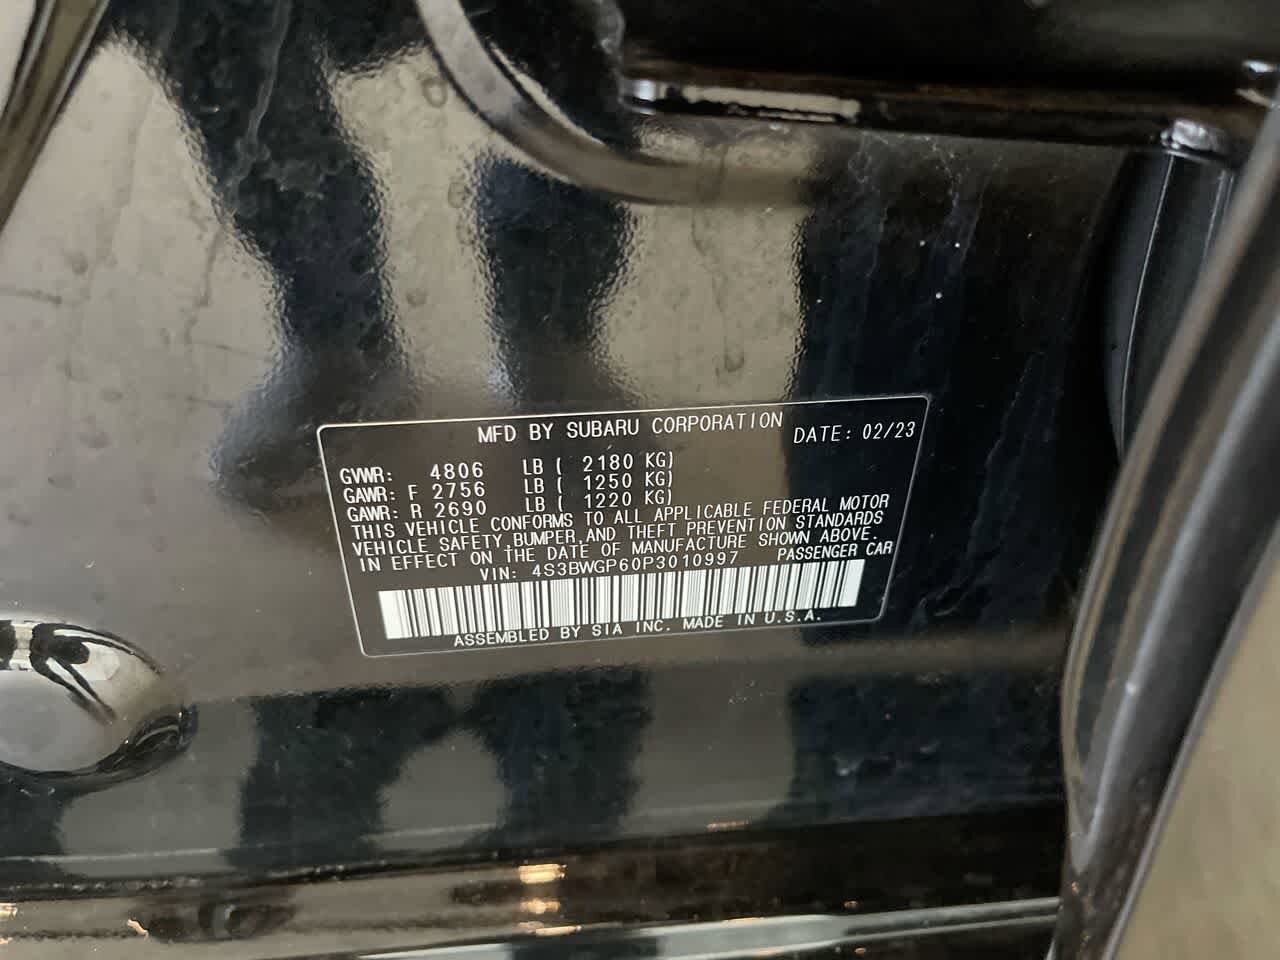 MFD BY SUBARU CORPORATION DATE: 02/23
GVWR: 4806 LB ( 2180 KG)
GAWR: F 2756 LB ( 1250 KG)
GAWR: R 2690 LB ( 1220 KG)
THIS VEHICLE CONFORMS TO ALL APPLICABLE FEDERAL MOTOR
VEHICLE SAFETY, BUMPER, AND THEFT PREVENTION STANDARDS
IN EFFECT ON THE DATE OF MANUFACTURE SHOWN ABOVE.
VIN: 4S3BWGP60P3010997 PASSENGER CAR
ASSEMBLED BY SIA INC. MADE IN U.S.A.